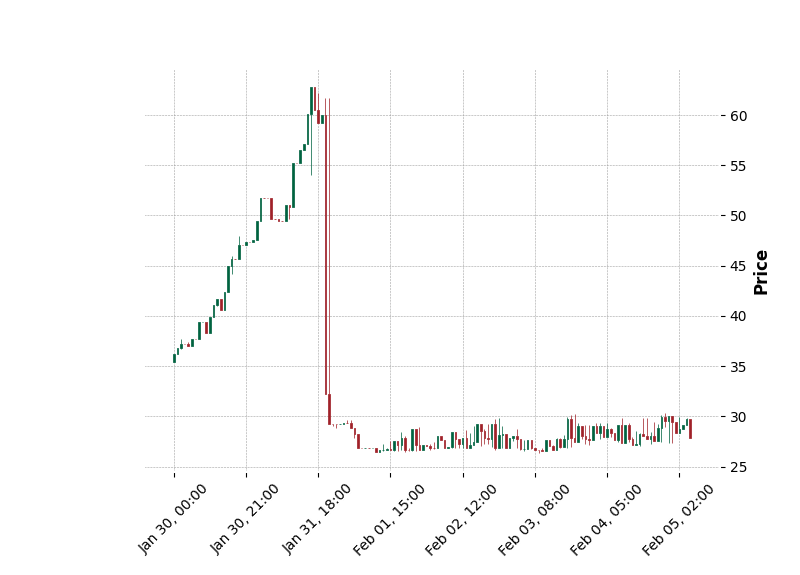 60
55
50
45
40
35
30
25
Price
Jan 30, 00:00
Jan 30, 21:00
Jan 31, 18:00
Feb 01, 15:00
Feb 02, 12:00
Feb 03, 08:00
Feb 04, 05:00
Feb 05, 02:00